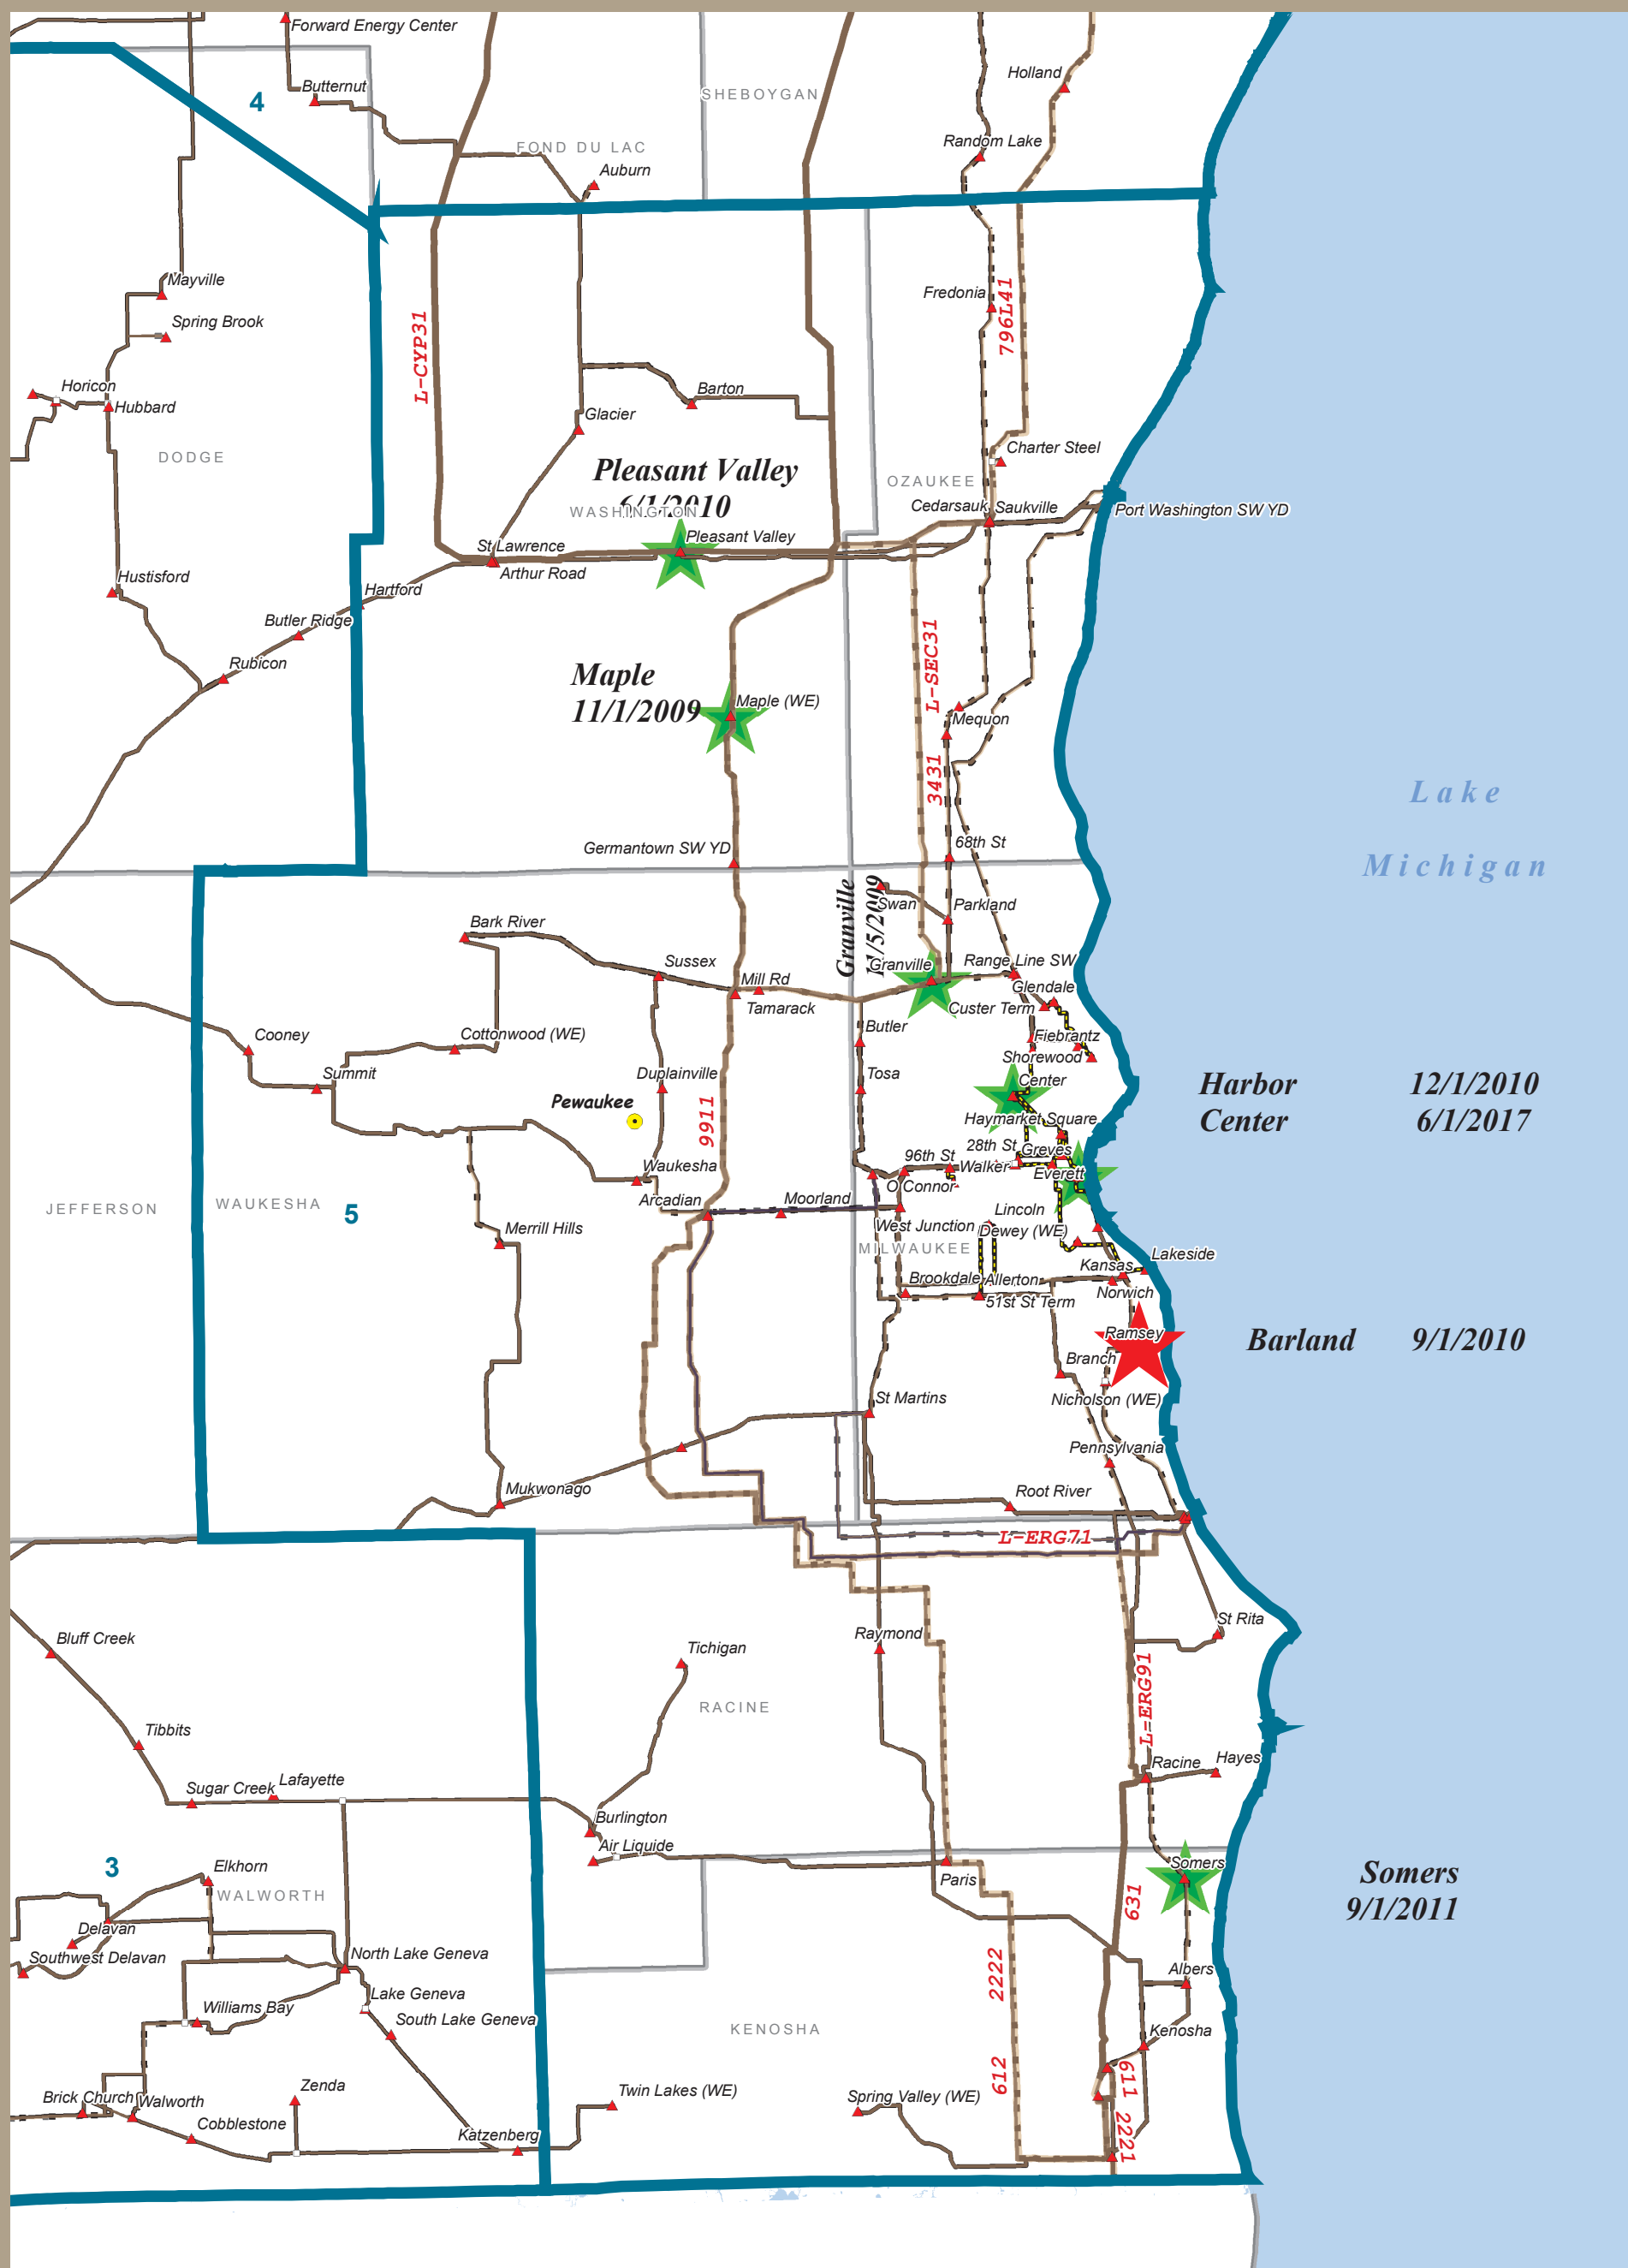 Forward Energy Center
Holland
Butternut
SHEBOYGAN
4
Random Lake
FOND DU LAC
Auburn
Mayville
Fredonia
796L41
Spring Brook
L-CYP31
Horicon
Barton
Hubbard
Glacier
Charter Steel
DODGE
Pleasant Valley
6/1/2010
OZAUKEE
WASHINGTON
Cedarsauk
Saukville
Port Washington SW YD
Pleasant Valley
St Lawrence
Arthur Road
Hustisford
Hartford
Butler Ridge
Rubicon
L-SEC31
Maple
11/1/2009
Maple (WE)
Mequon
3431
Lake
Michigan
Germantown SW YD
68th St
Granville
11/5/2009
Swan
Parkland
Bark River
Sussex
Granville
Range Line SW
Mill Rd
Tamarack
Glendale
Custer Term
Butler
Fiebrantz
Cooney
Cottonwood (WE)
Shorewood
Summit
Duplainville
Tosa
Center
Harbor 12/1/2010
Center 6/1/2017
Pewaukee
9911
Haymarket Square
28th St
Greves
96th St
Walker
Everett
Waukesha
O'Connor
Arcadian
Moorland
WAUKESHA
5
JEFFERSON
Lincoln
West Junction
Dewey (WE)
Merrill Hills
MILWAUKEE
Lakeside
Kansas
Brookdale
Allerton
Norwich
51st St Term
Ramsey
Barland 9/1/2010
Branch
St Martins
Nicholson (WE)
Pennsylvania
Mukwonago
Root River
L-ERG71
St Rita
Bluff Creek
Raymond
Tichigan
L-ERG91
RACINE
Tibbits
Racine
Hayes
Sugar Creek
Lafayette
Burlington
Air Liquide
3
Elkhorn
Somers
Somers
9/1/2011
WALWORTH
Paris
631
Delavan
Southwest Delavan
North Lake Geneva
2222
Albers
Lake Geneva
Williams Bay
South Lake Geneva
KENOSHA
Kenosha
612
611
Zenda
Brick Church
Walworth
Twin Lakes (WE)
Spring Valley (WE)
Cobblestone
2221
Katzenberg